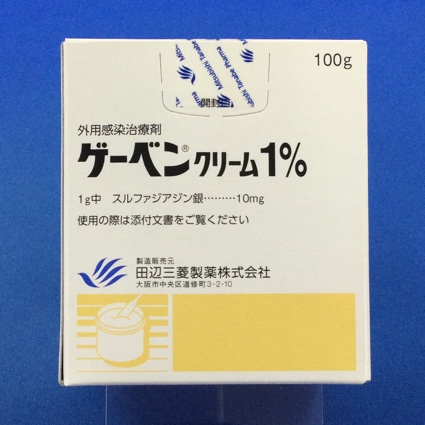 100g
Mitsubishi Tanabe Pharma
開封
外用感染治療剤
ゲーベン®クリーム1%
1g中 スルファジアジン銀………10mg
使用の際は添付文書をご覧ください
製造販売元
田辺三菱製薬株式会社
大阪市中央区道修町3-2-10